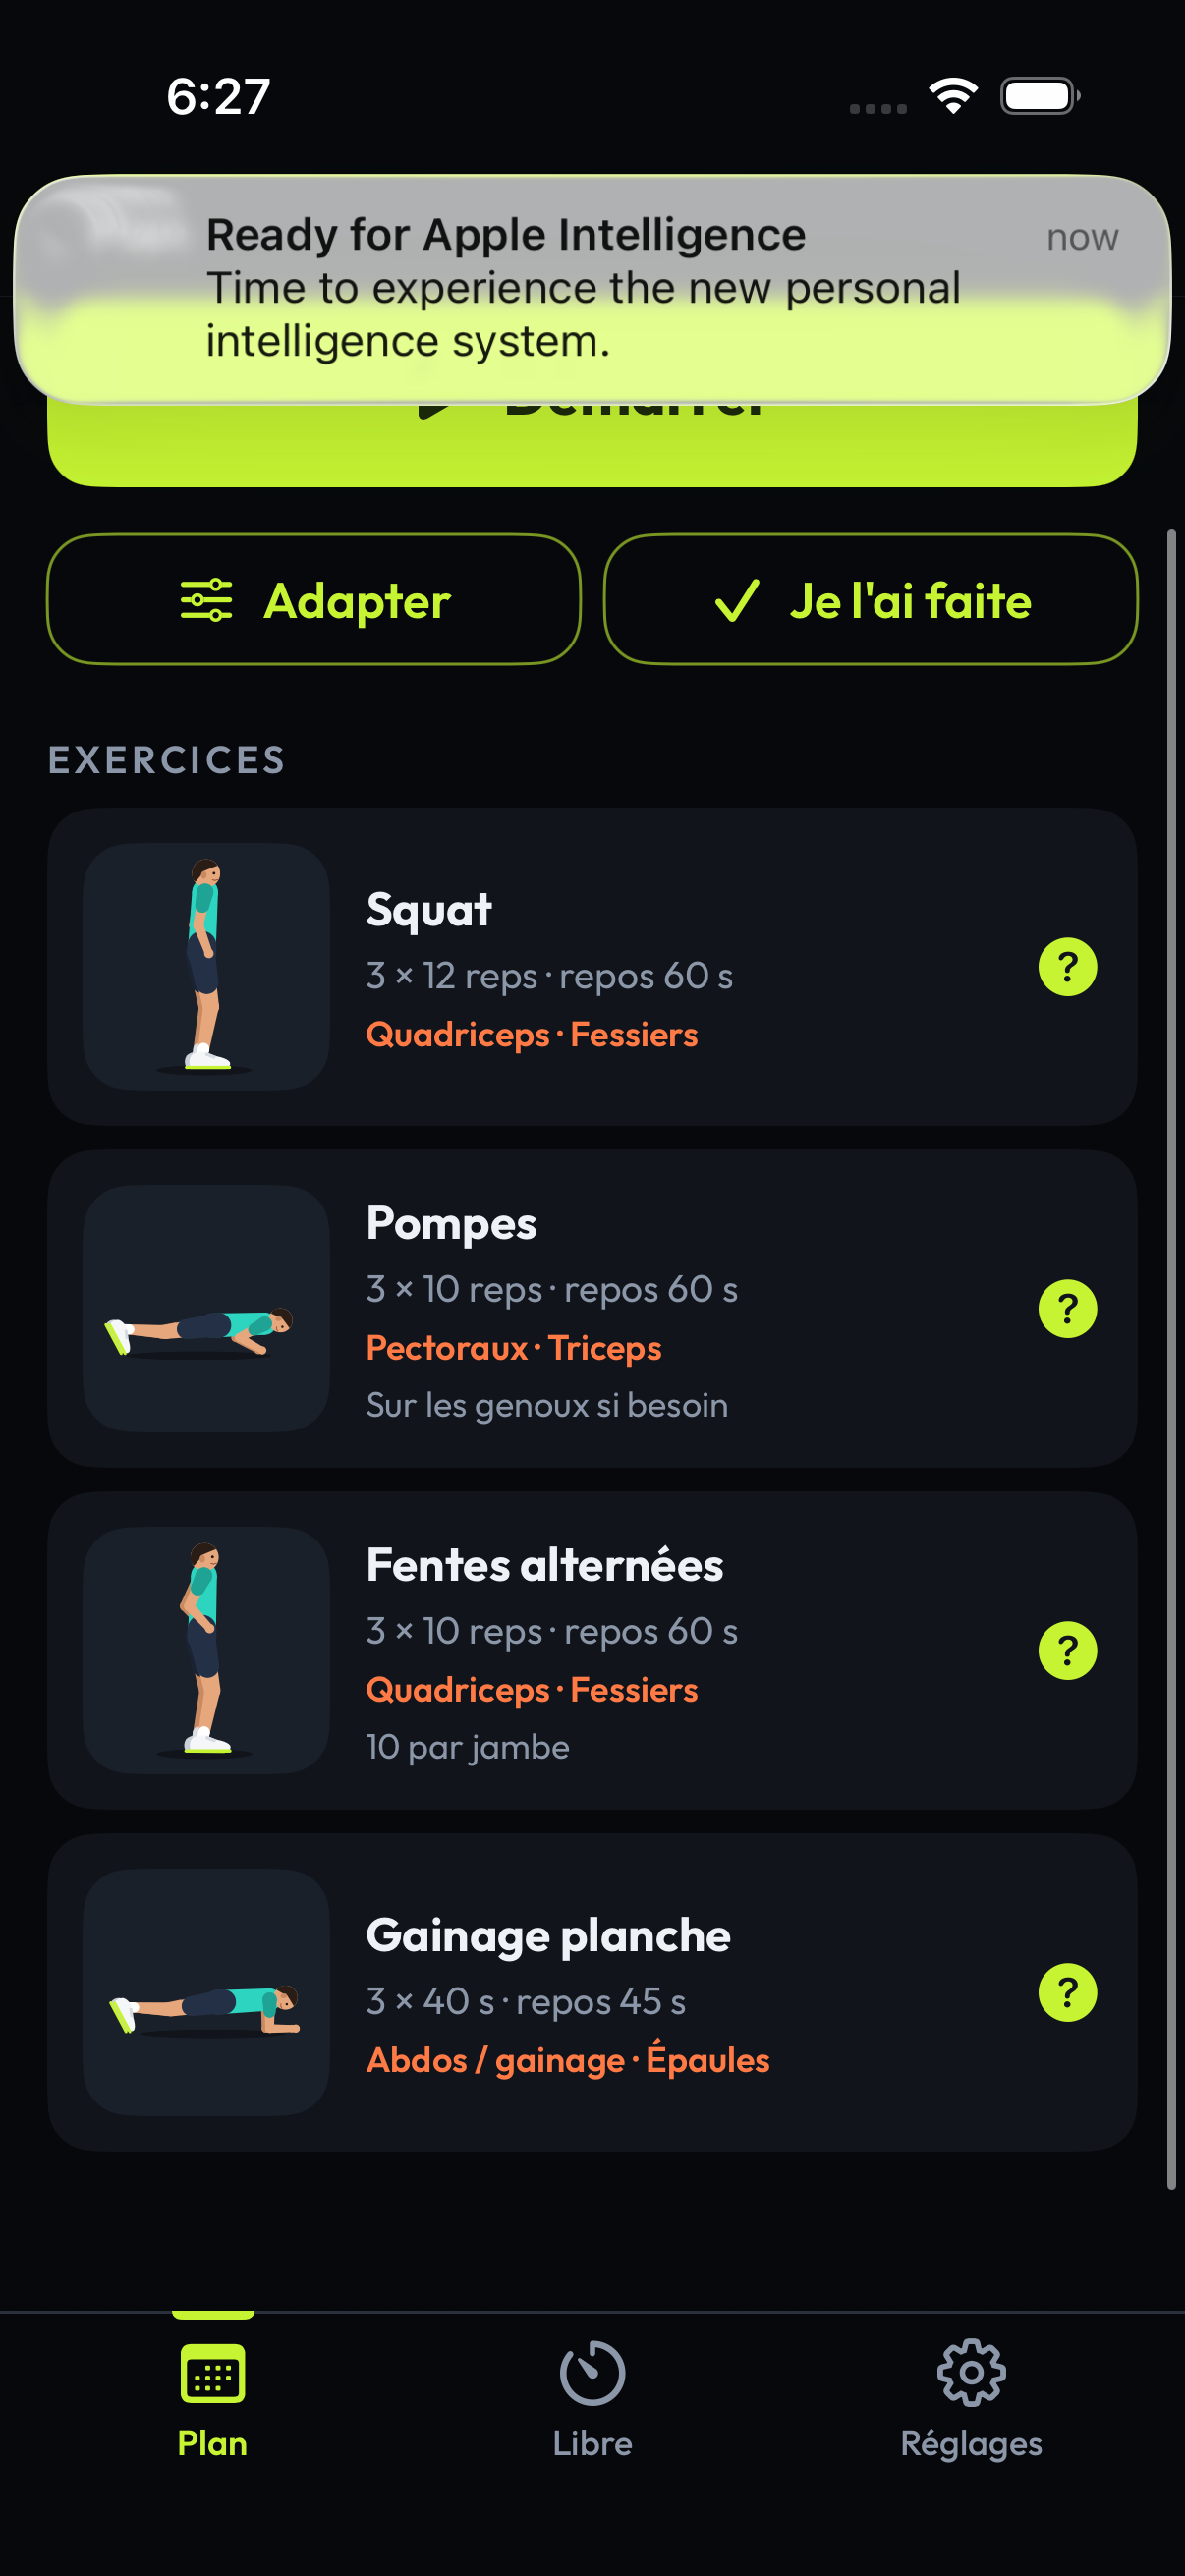 6:27
Ready for Apple Intelligence
now
Time to experience the new personal
intelligence system.
Démarrer
Adapter
Je l'ai faite
EXERCICES
Squat
3 × 12 reps · repos 60 s
Quadriceps · Fessiers
?
Pompes
3 × 10 reps · repos 60 s
Pectoraux · Triceps
Sur les genoux si besoin
?
Fentes alternées
3 × 10 reps · repos 60 s
Quadriceps · Fessiers
10 par jambe
?
Gainage planche
3 × 40 s · repos 45 s
Abdos / gainage · Épaules
?
Plan
Libre
Réglages